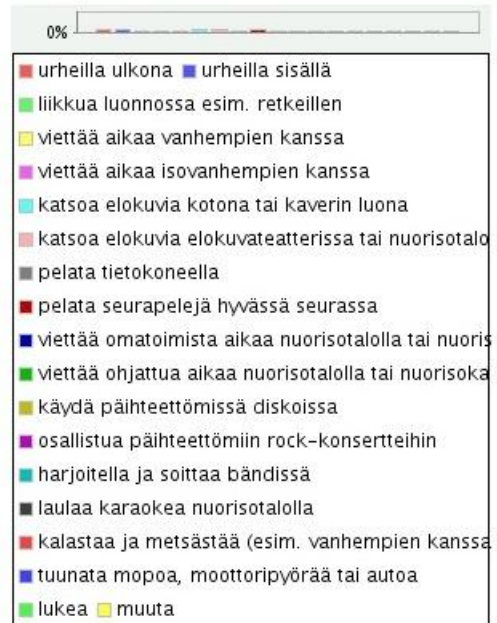 0%
urheilla ulkona urheilla sisällä
liikkua luonnossa esim. retkeillen
viettää aikaa vanhempien kanssa
viettää aikaa isovanhempien kanssa
katsoa elokuvia kotona tai kaverin luona
katsoa elokuvia elokuvateatterissa tai nuorisotalo
pelata tietokoneella
pelata seurapelejä hyvässä seurassa
viettää omatoimista aikaa nuorisotalolla tai nuoris
viettää ohjattua aikaa nuorisotalolla tai nuorisoka
käydä päihteettömissä diskoissa
osallistua päihteettömiin rock-konsertteihin
harjoitella ja soittaa bändissä
laulaa karaokea nuorisotalolla
kalastaa ja metsästää (esim. vanhempien kanssa
tuunata mopoa, moottoripyörää tai autoa
lukea muuta